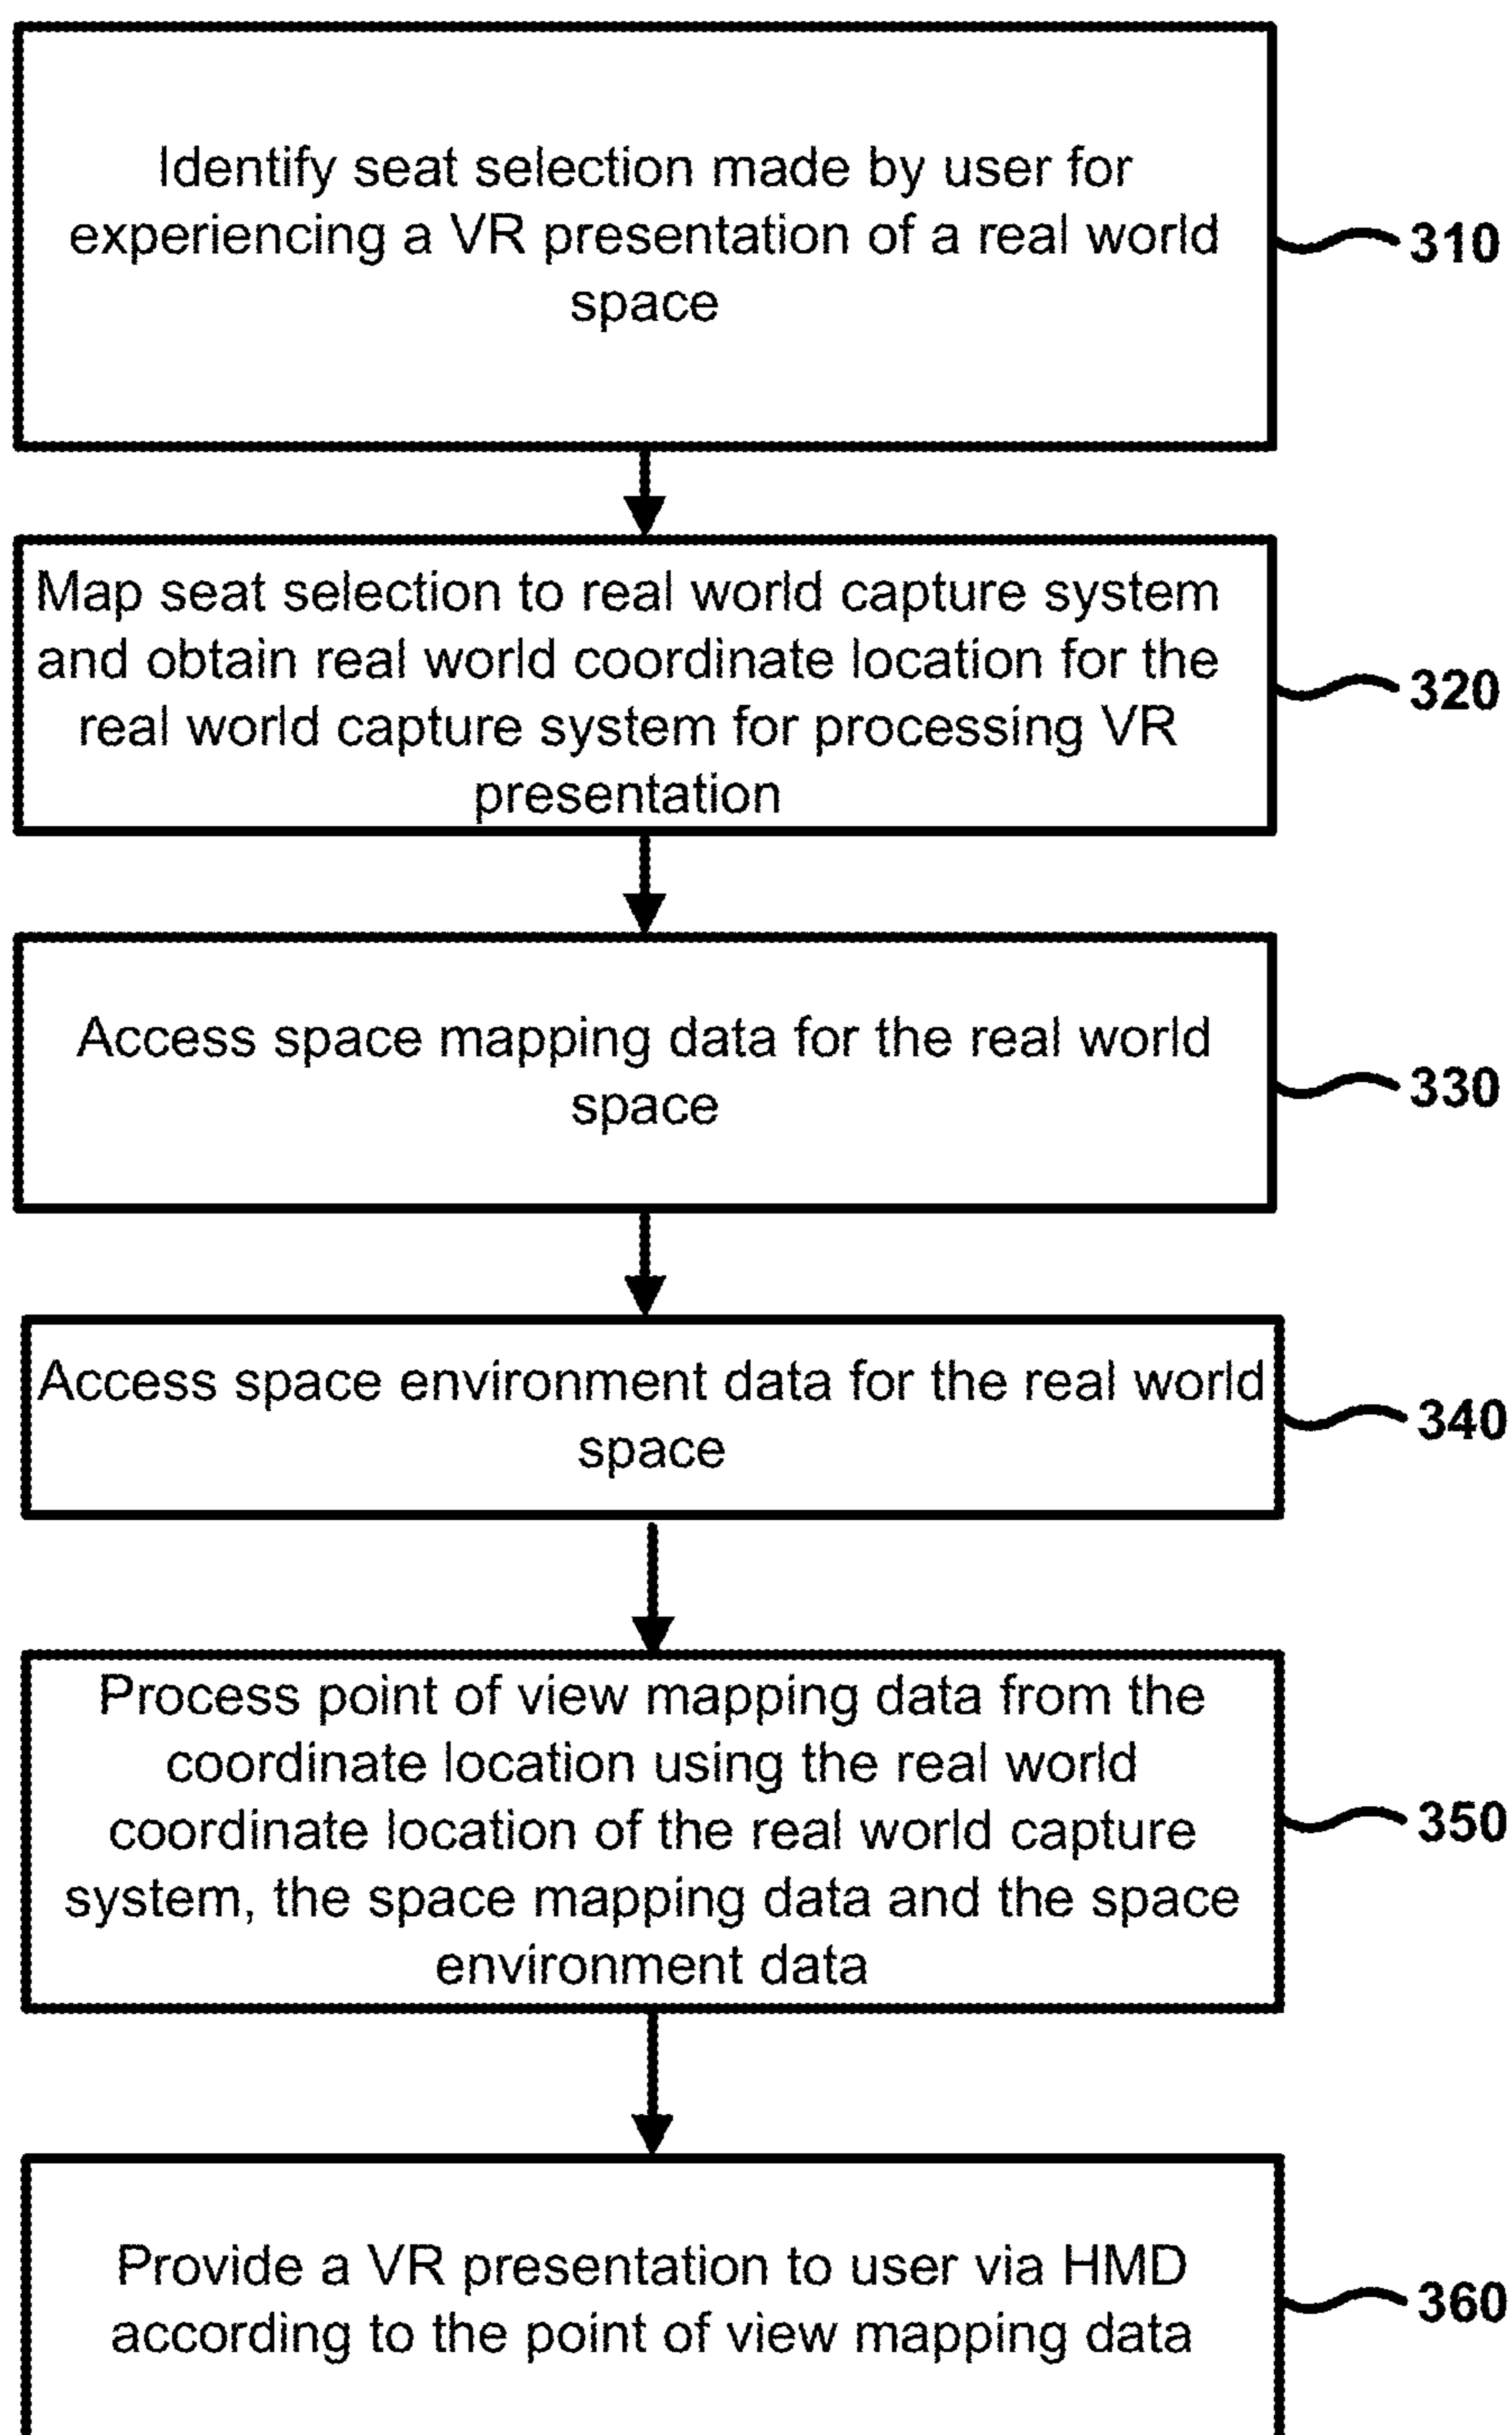 Identify seat selection made by user for
experiencing a VR presentation of a real world
space
310
Map seat selection to real world capture system
and obtain real world coordinate location for the
real world capture system for processing VR
presentation
320
Access space mapping data for the real world
space
330
Access space environment data for the real world
space
340
Process point of view mapping data from the
coordinate location using the real world
coordinate location of the real world capture
system, the space mapping data and the space
environment data
350
Provide a VR presentation to user via HMD
according to the point of view mapping data
360